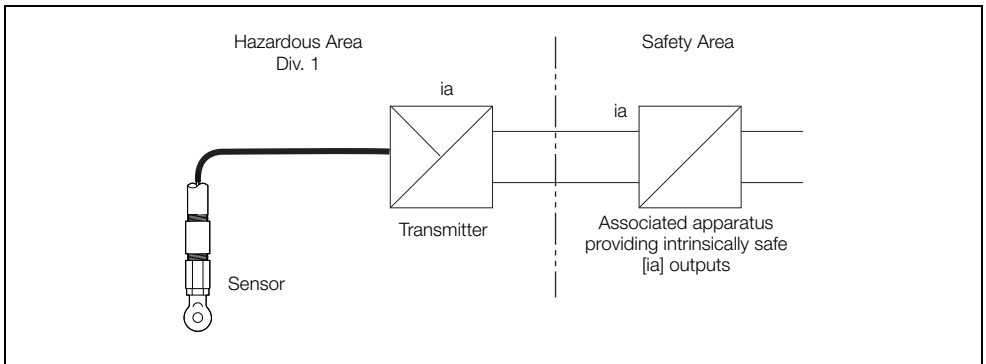 Hazardous Area
Div. 1
Safety Area
ia
ia
Transmitter
Associated apparatus
providing intrinsically safe
[ia] outputs
Sensor